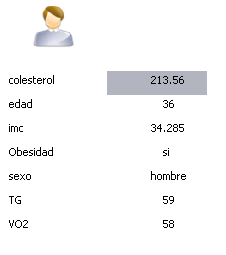 colesterol 213.56
edad 36
imc 34.285
Obesidad si
sexo hombre
TG 59
VO2 58